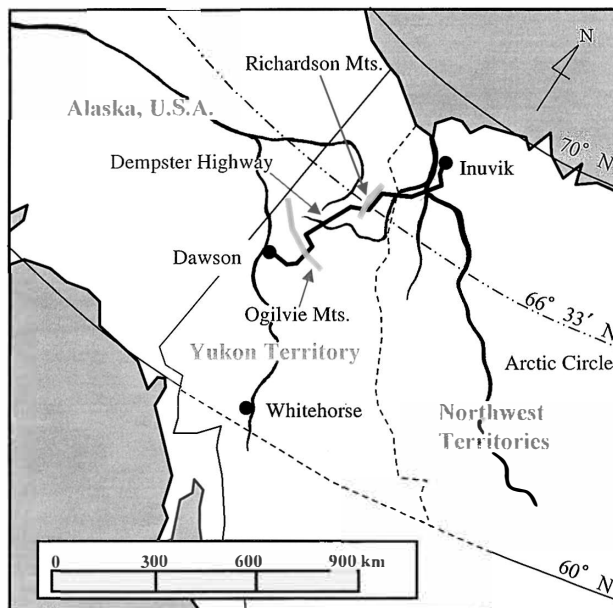 Richardson Mts.
N
Alaska, U.S.A.
70° N
Dempster Highway
Inuvik
Dawson
Ogilvie Mts.
66° 33′ N
Yukon Territory
Arctic Circle
Whitehorse
Northwest
Territories
0 300 600 900 km
60° N